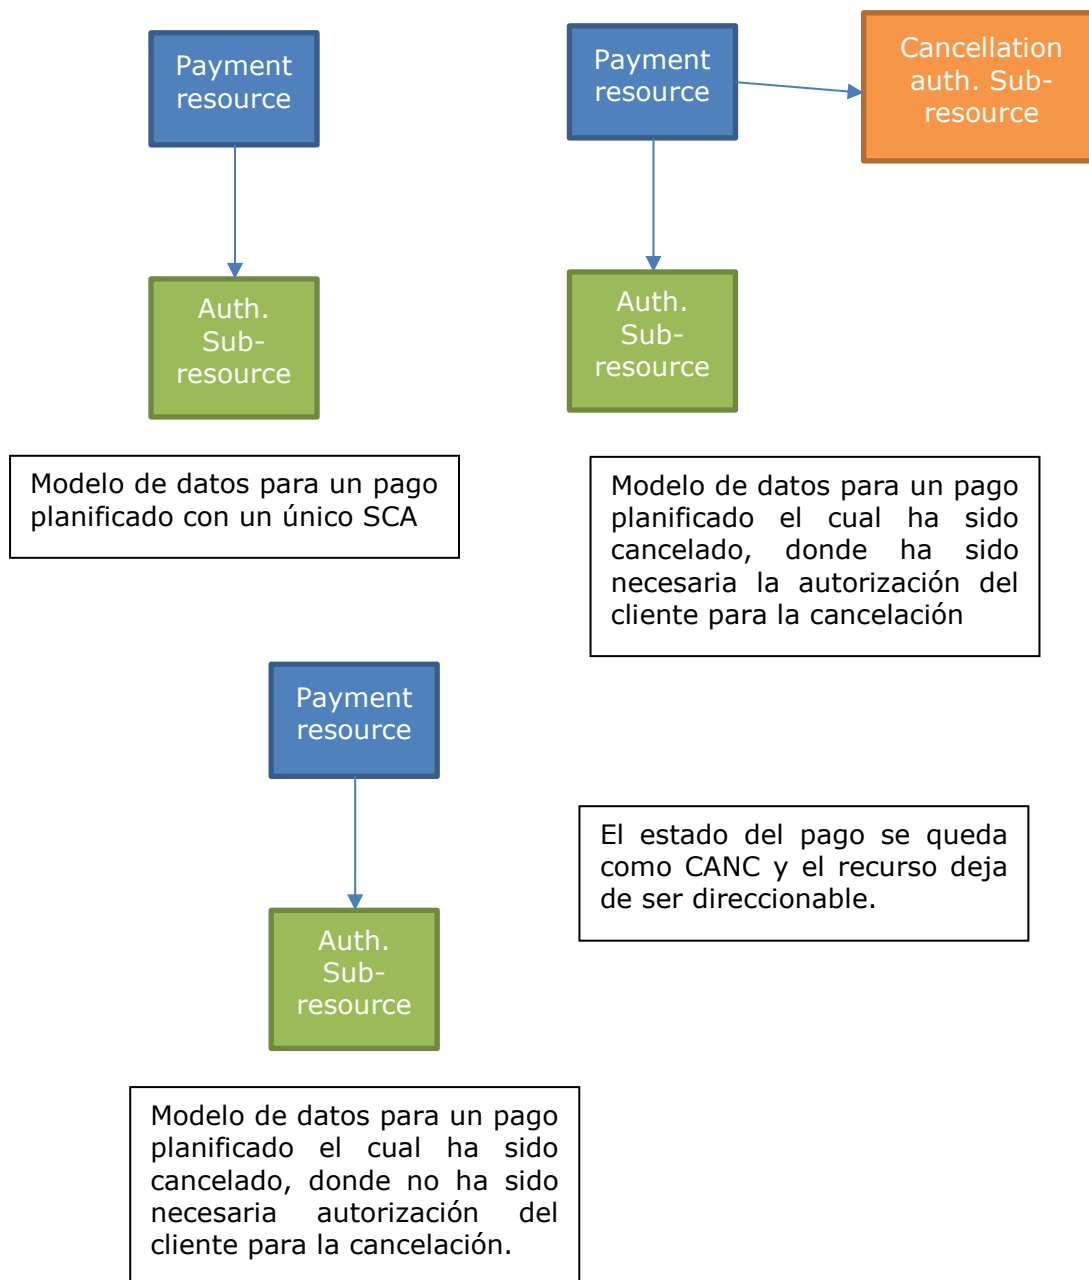 Payment
resource
Auth.
Sub-
resource
Modelo de datos para un pago
planificado con un único SCA
Payment
resource
Cancellation
auth. Sub-
resource
Auth.
Sub-
resource
Modelo de datos para un pago
planificado el cual ha sido
cancelado, donde ha sido
necesaria la autorización del
cliente para la cancelación
Payment
resource
Auth.
Sub-
resource
El estado del pago se queda
como CANC y el recurso deja
de ser direccionable.
Modelo de datos para un pago
planificado el cual ha sido
cancelado, donde no ha sido
necesaria autorización del
cliente para la cancelación.